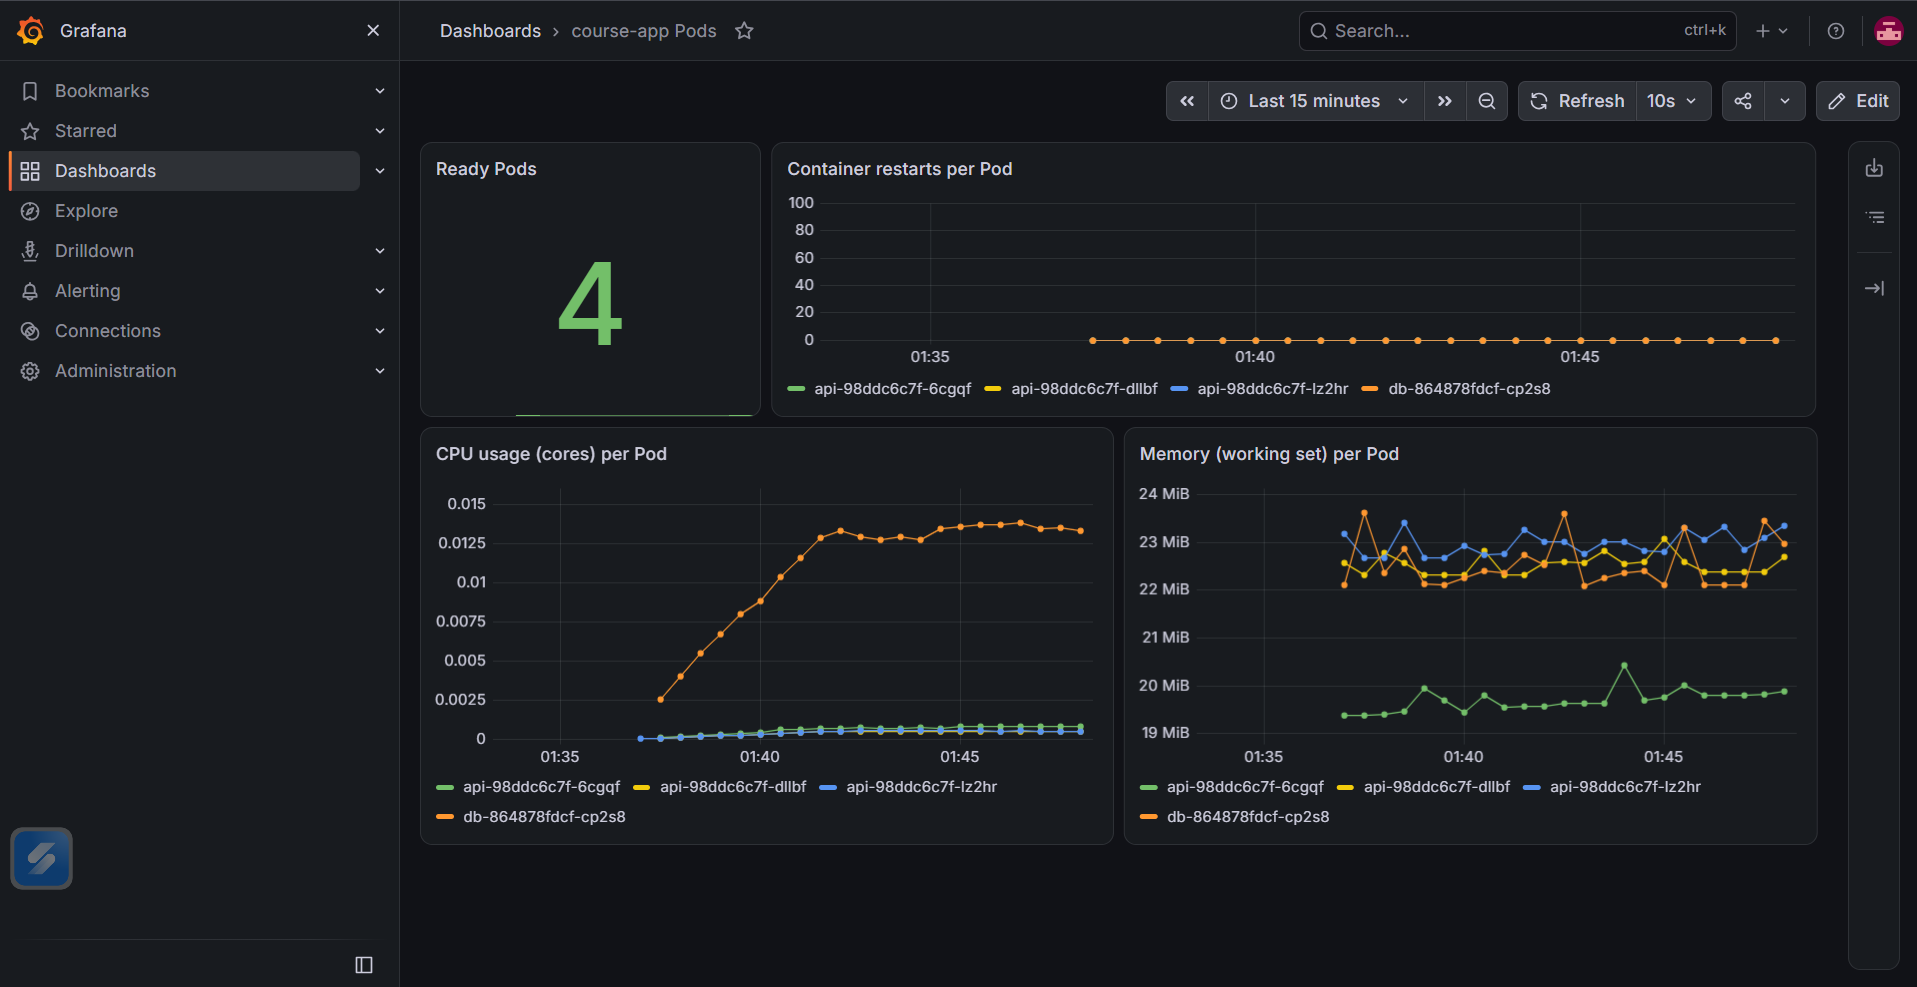 Grafana
Dashboards › course-app Pods
Search...
ctrl+k
Bookmarks
Starred
Dashboards
Explore
Drilldown
Alerting
Connections
Administration
Last 15 minutes
Refresh
10s
Edit
Ready Pods
4
Container restarts per Pod
100
80
60
40
20
0
01:35 01:40 01:45
api-98ddc6c7f-6cgqf api-98ddc6c7f-dllbf api-98ddc6c7f-lz2hr db-864878fdcf-cp2s8
CPU usage (cores) per Pod
0.015
0.0125
0.01
0.0075
0.005
0.0025
0
01:35 01:40 01:45
api-98ddc6c7f-6cgqf api-98ddc6c7f-dllbf api-98ddc6c7f-lz2hr
db-864878fdcf-cp2s8
Memory (working set) per Pod
24 MiB
23 MiB
22 MiB
21 MiB
20 MiB
19 MiB
01:35 01:40 01:45
api-98ddc6c7f-6cgqf api-98ddc6c7f-dllbf api-98ddc6c7f-lz2hr
db-864878fdcf-cp2s8